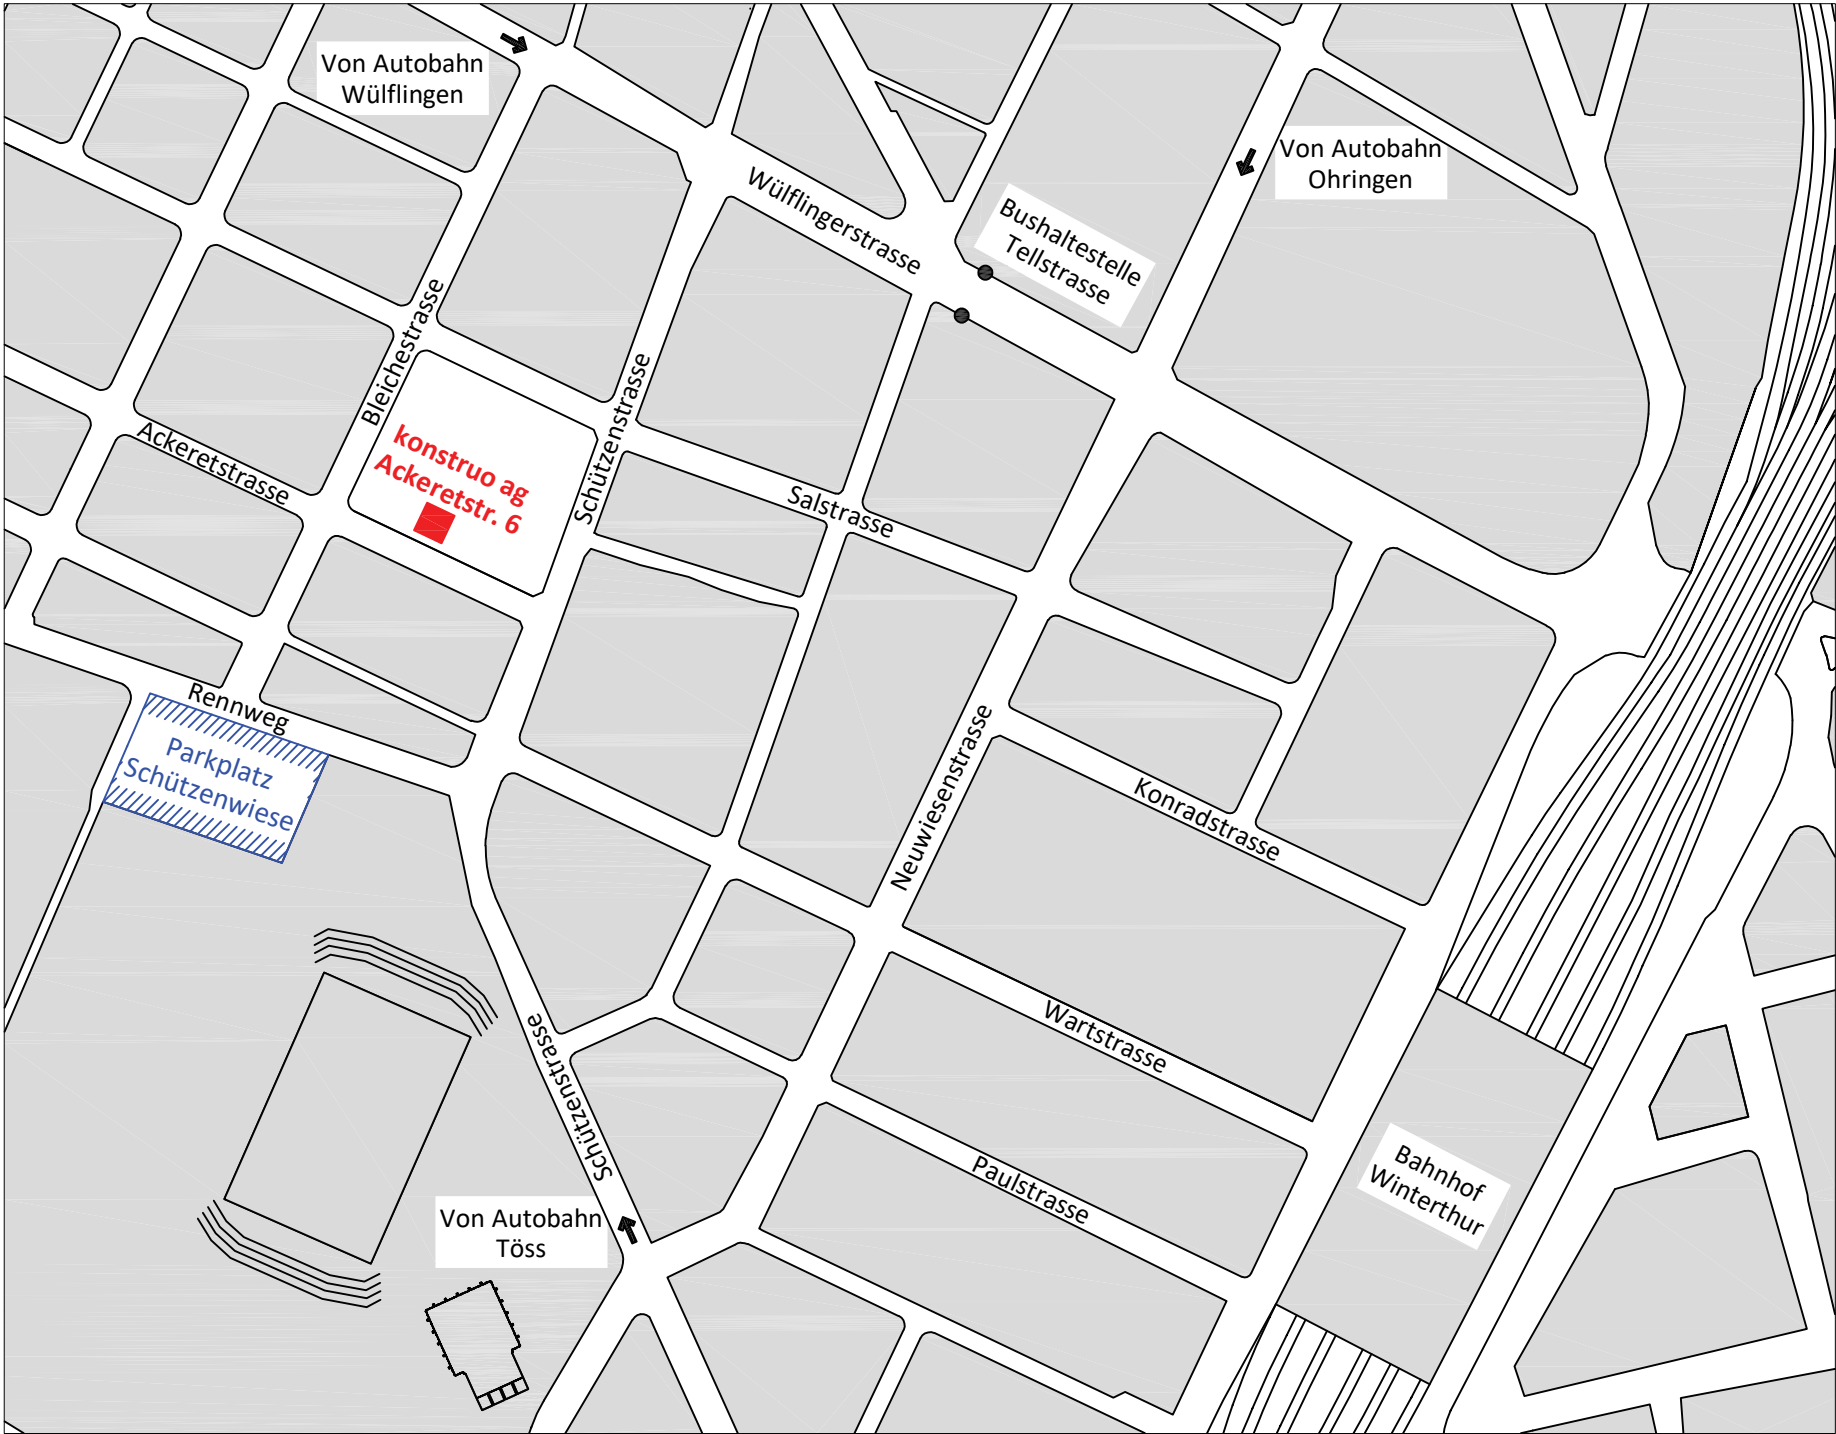 Von Autobahn
Wülflingen
Von Autobahn
Ohringen
Wülflingerstrasse
Bushaltestelle
Tellstrasse
Bleichestrasse
Schützenstrasse
Ackeretstrasse
konstruo ag
Ackeretstr. 6
Salstrasse
Rennweg
Parkplatz
Schützenwiese
Neuwiesenstrasse
Konradstrasse
Wartstrasse
Schützenstrasse
Paulstrasse
Bahnhof
Winterthur
Von Autobahn
Töss